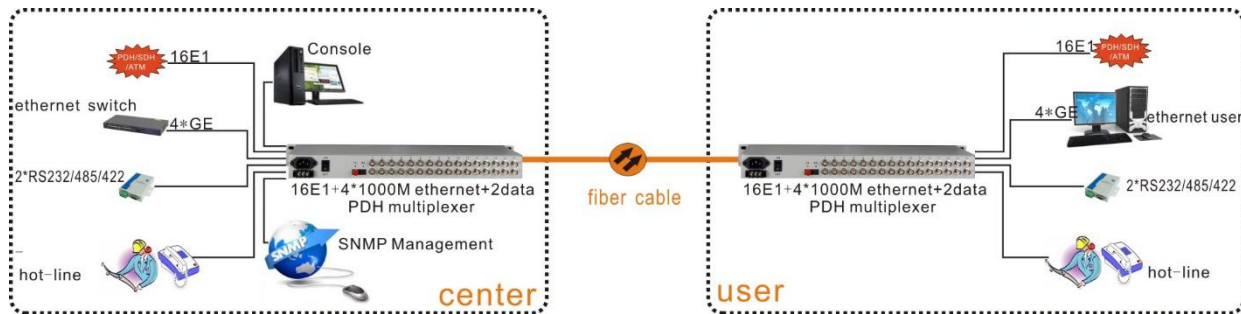 PDH/SDH
/ATM
16E1
Console
ethernet switch
4*GE
2*RS232/485/422
16E1+4*1000M ethernet+2data
PDH multiplexer
SNMP
SNMP Management
hot-line
center
fiber cable
16E1
PDH/SDH
/ATM
4*GE
ethernet user
16E1+4*1000M ethernet+2data
PDH multiplexer
2*RS232/485/422
hot-line
user